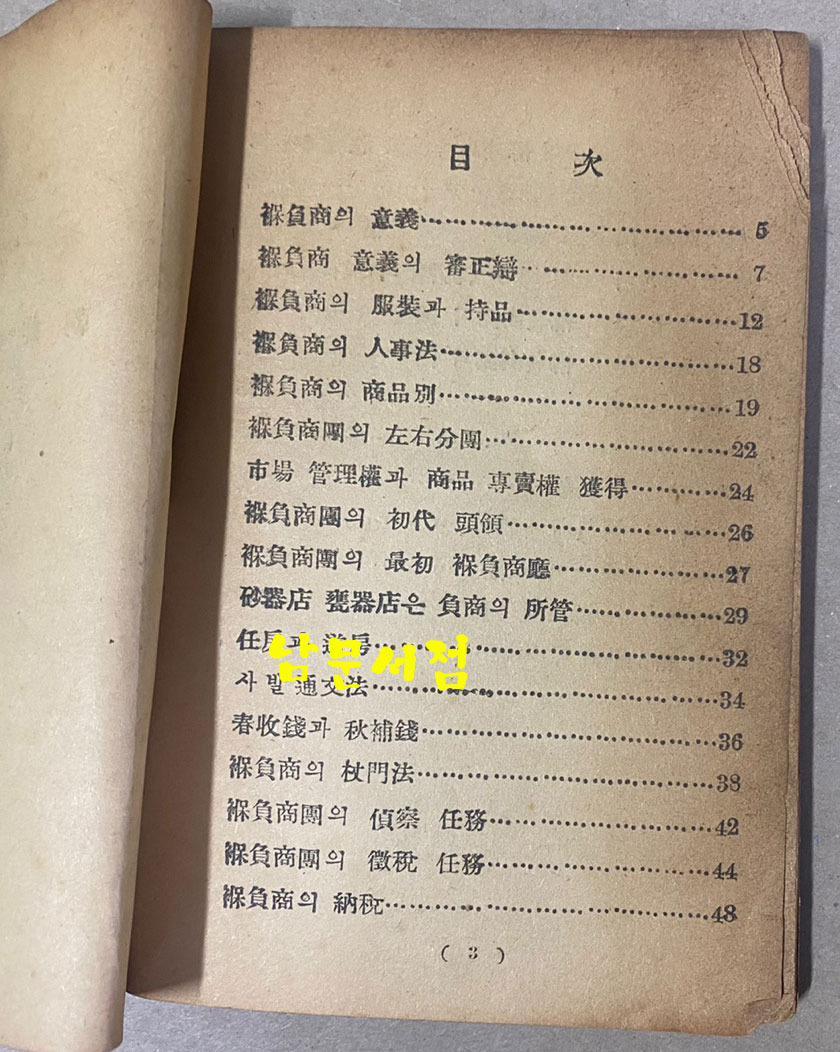 目 次
褓負商의 意義……………………………… 5
褓負商 意義의 審正辯……………………… 7
褓負商의 服裝과 持品………………………12
褓負商의 人事法……………………………18
褓負商의 商品別……………………………19
褓負商團의 左右分團………………………22
市場 管理權과 商品 專賣權 獲得…………24
褓負商團의 初代 頭領………………………26
褓負商團의 最初 褓負商廳…………………27
砂器店 甕器店은 負商의 所管………………29
任房과 ………………………………32
남문서점
사발通文法…………………………………34
春收錢과 秋補錢……………………………36
褓負商의 杖門法……………………………38
褓負商團의 偵察 任務………………………42
褓負商團의 徵稅 任務………………………44
褓負商의 納稅………………………………48
( 3 )